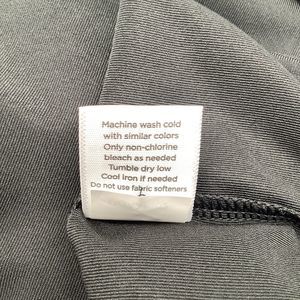 Machine wash cold
with similar colors
Only non-chlorine
bleach as needed
Tumble dry low
Cool iron if needed
Do not use fabric softeners